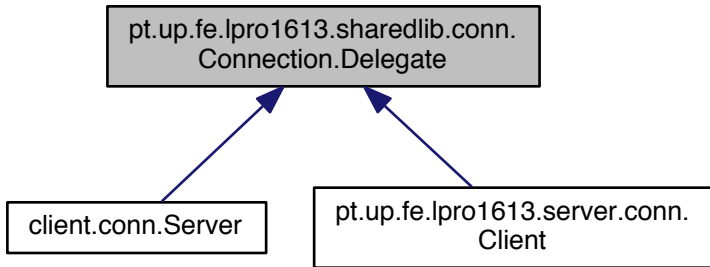 pt.up.fe.lpro1613.sharedlib.conn.
Connection.Delegate
client.conn.Server
pt.up.fe.lpro1613.server.conn.
Client